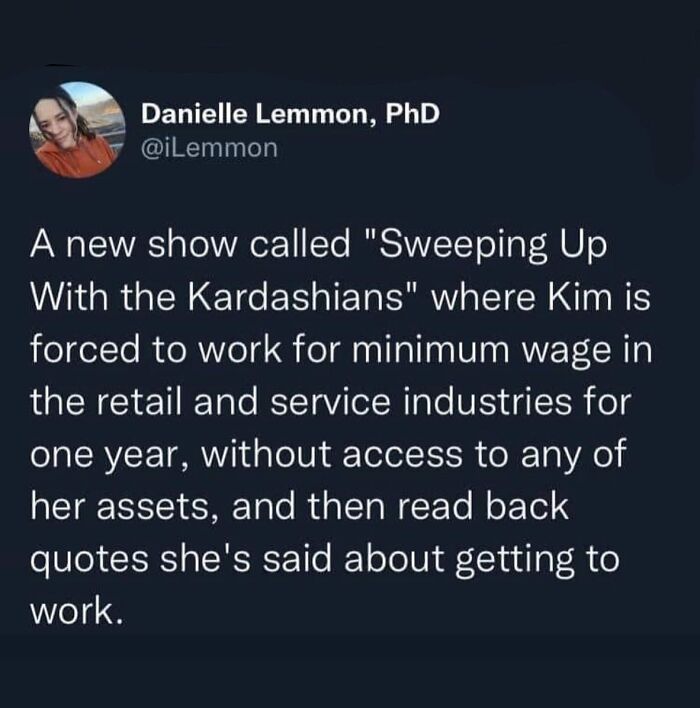 Danielle Lemmon, PhD
@iLemmon
A new show called "Sweeping Up
With the Kardashians" where Kim is
forced to work for minimum wage in
the retail and service industries for
one year, without access to any of
her assets, and then read back
quotes she's said about getting to
work.